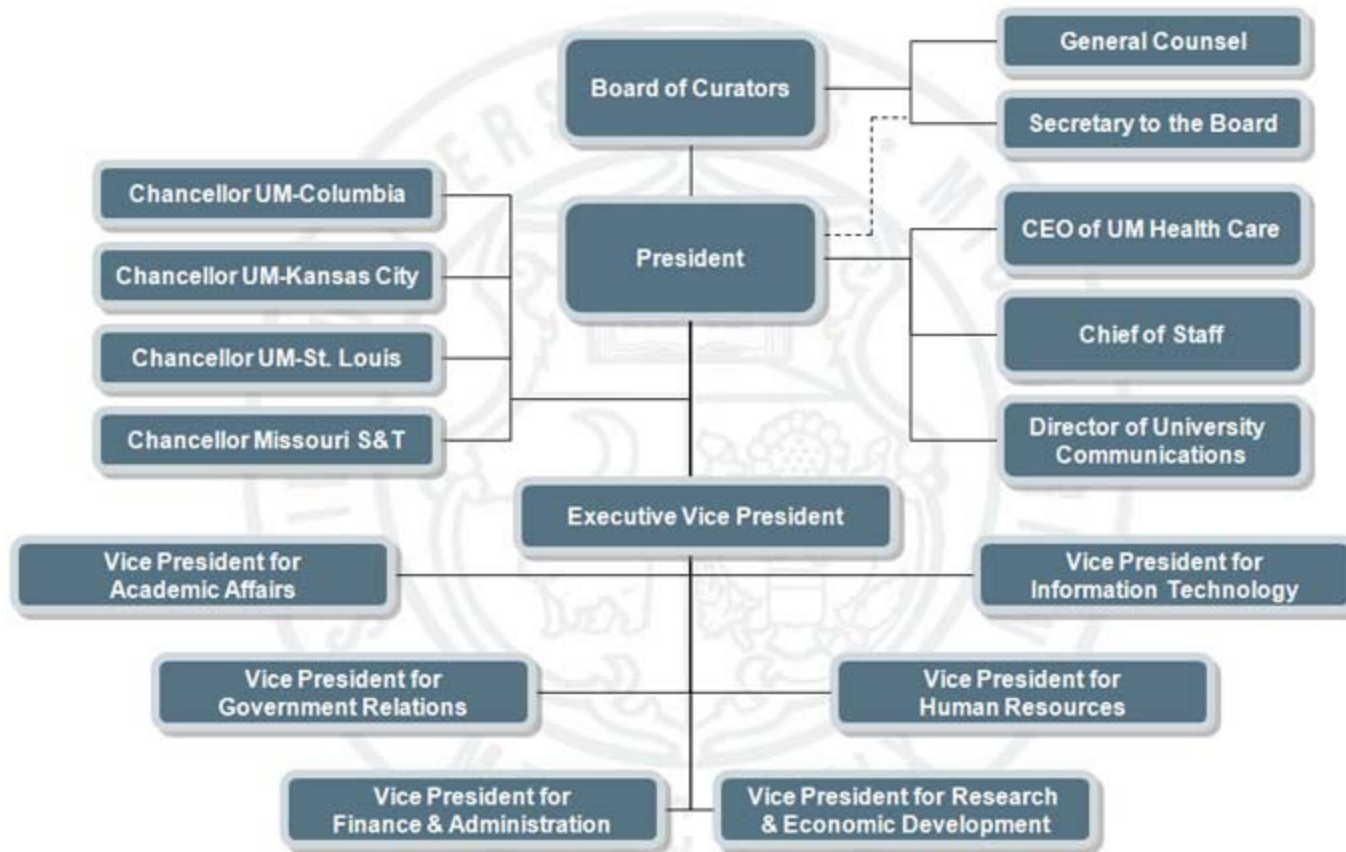 Board of Curators
General Counsel
Secretary to the Board
Chancellor UM-Columbia
Chancellor UM-Kansas City
Chancellor UM-St. Louis
Chancellor Missouri S&T
President
CEO of UM Health Care
Chief of Staff
Director of University
Communications
Executive Vice President
Vice President for
Academic Affairs
Vice President for
Information Technology
Vice President for
Government Relations
Vice President for
Human Resources
Vice President for
Finance & Administration
Vice President for Research
& Economic Development